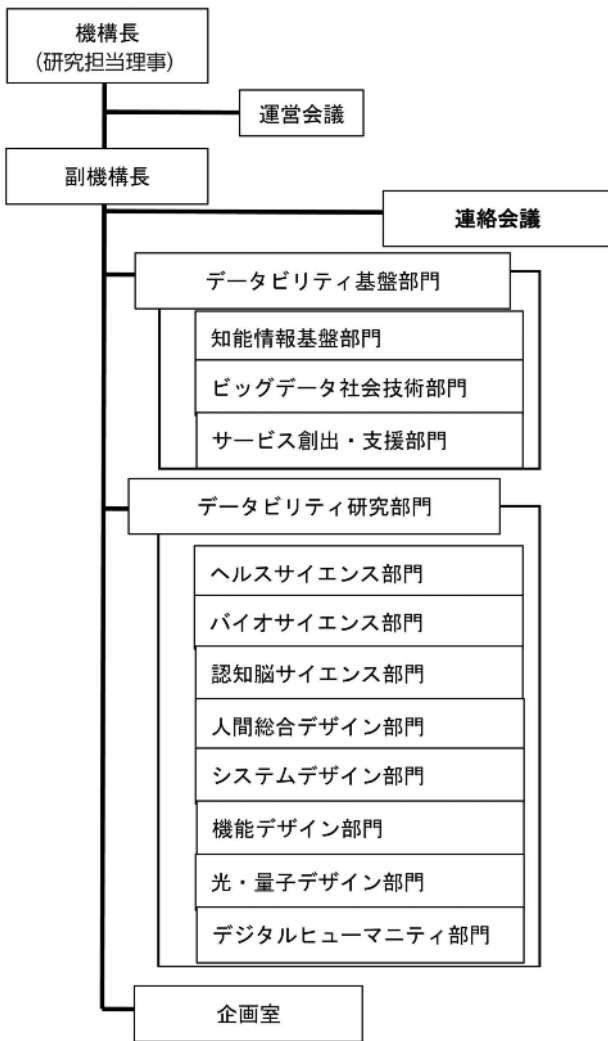 機構長
(研究担当理事)
運営会議
副機構長
連絡会議
データビリティ基盤部門
知能情報基盤部門
ビッグデータ社会技術部門
サービス創出・支援部門
データビリティ研究部門
ヘルスサイエンス部門
バイオサイエンス部門
認知脳サイエンス部門
人間総合デザイン部門
システムデザイン部門
機能デザイン部門
光・量子デザイン部門
デジタルヒューマニティ部門
企画室